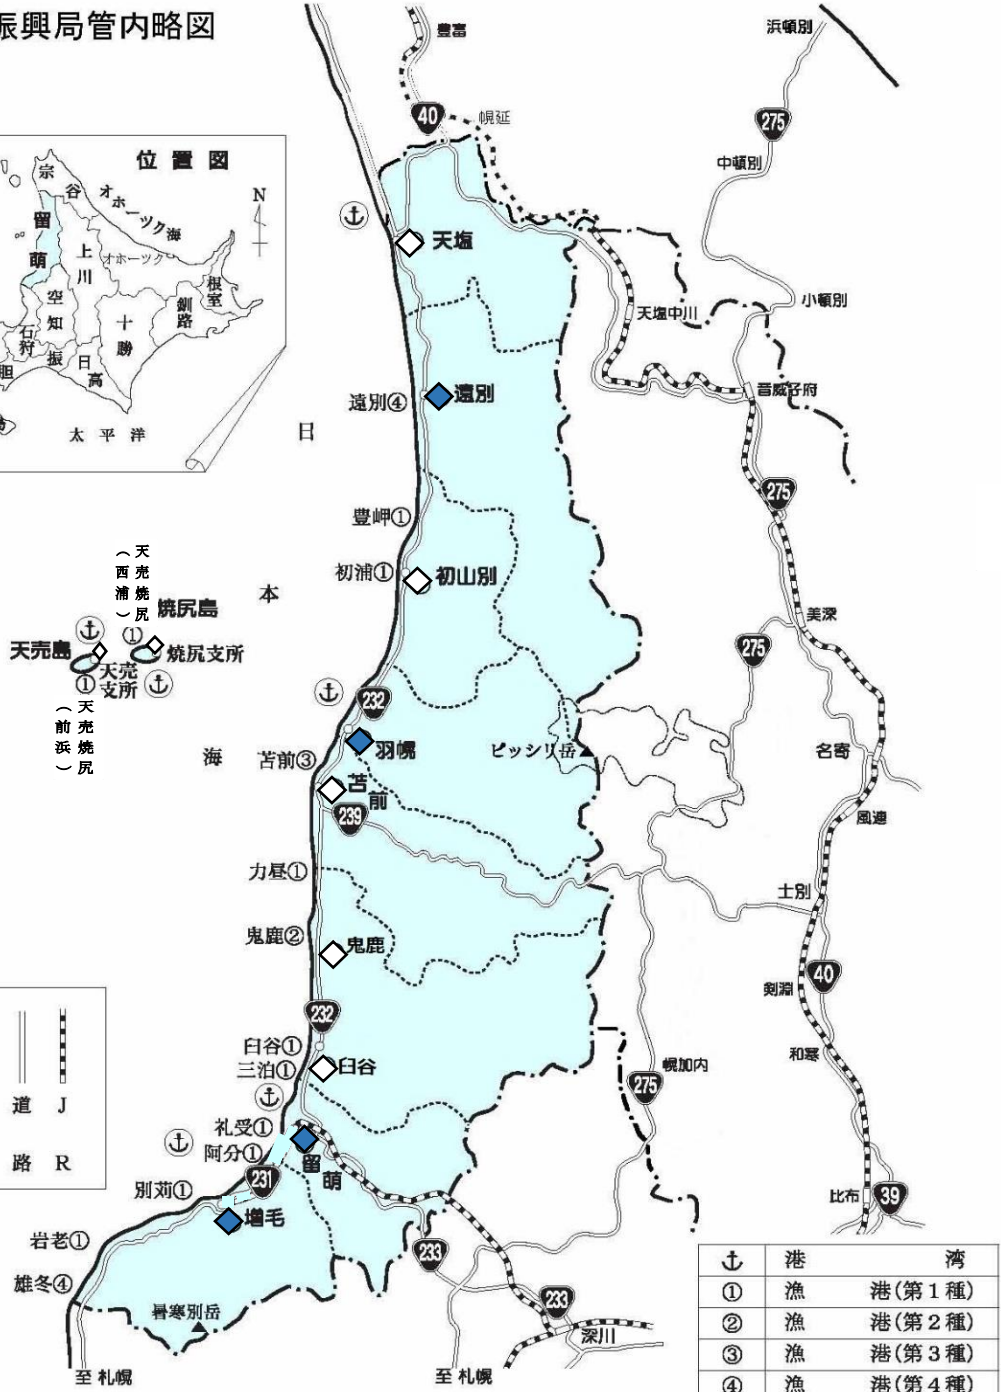 振興局管内略図
位置図
宗谷
オホーツク海
留萌
上川
オホーツク
N
空知
根室
釧路
十勝
石狩
胆振
日高
太平洋
豊富
浜頓別
40
幌延
275
中頓別
天塩
小頓別
天塩中川
音威子府
遠別④
遠別
日
豊岬①
275
初浦①
初山別
本
(天売焼尻西浦)
焼尻島
天売島
①
焼尻支所
美深
275
天売支所
①
(天売焼尻前浜)
232
羽幌
ピッシリ岳
名寄
海
苫前③
苫前
239
風連
力昼①
士別
鬼鹿②
鬼鹿
40
剣淵
232
臼谷①
和寒
三泊①
臼谷
幌加内
275
道路
JR
礼受①
阿分①
留萌
231
別苅①
増毛
比布
39
岩老①
233
雄冬④
暑寒別岳
233
深川
至 札幌
至 札幌
港湾
① 漁港(第1種)
② 漁港(第2種)
③ 漁港(第3種)
④ 漁港(第4種)